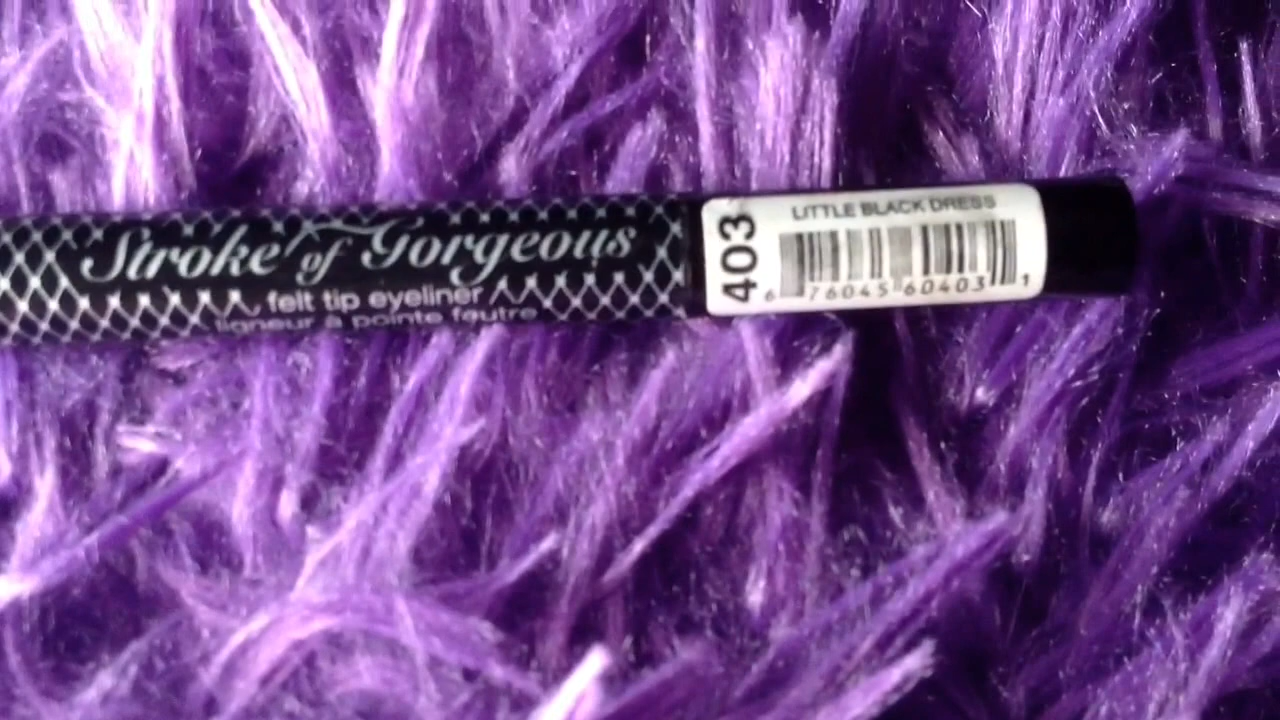 Stroke of Gorgeous
felt tip eyeliner
ligneur à pointe feutre
403
LITTLE BLACK DRESS
6 76045 60403 1